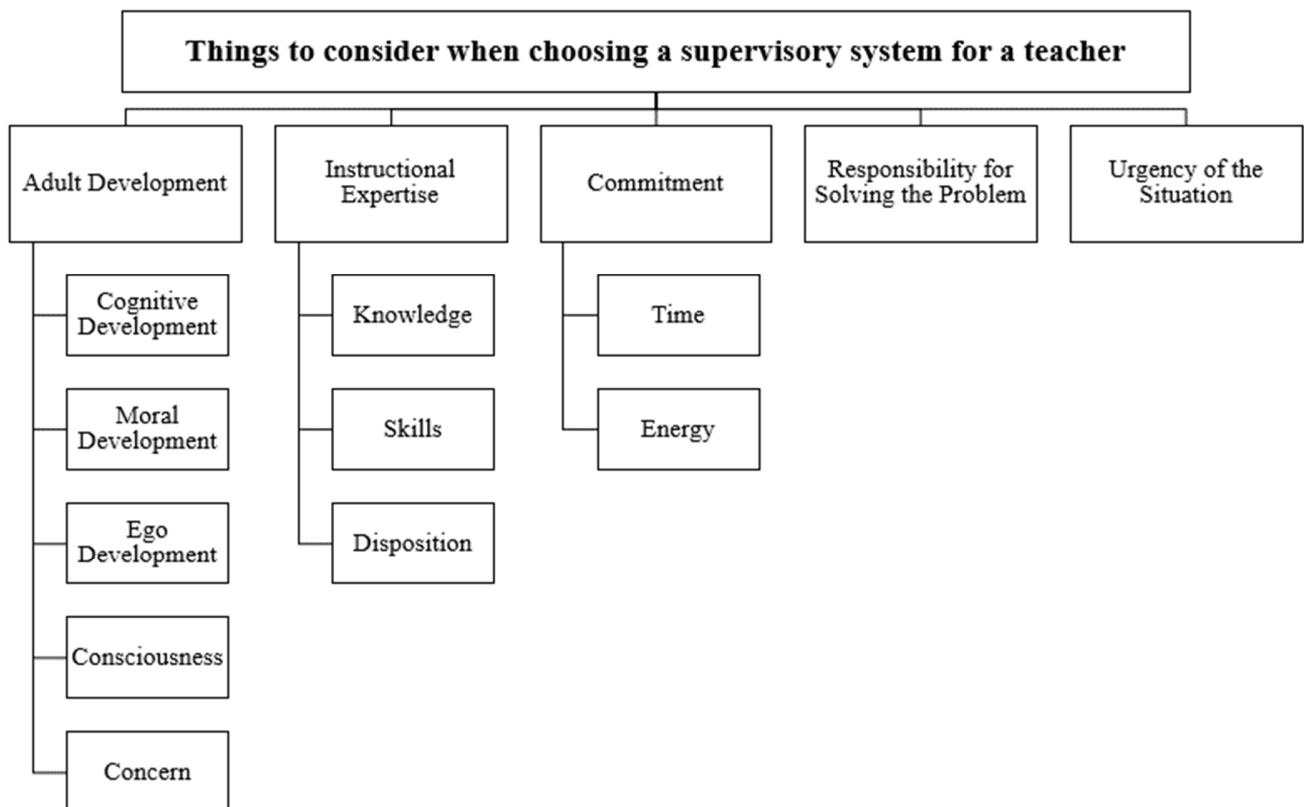 Things to consider when choosing a supervisory system for a teacher
Adult Development
Instructional
Expertise
Commitment
Responsibility for
Solving the Problem
Urgency of the
Situation
Cognitive
Development
Moral
Development
Ego
Development
Consciousness
Concern
Knowledge
Skills
Disposition
Time
Energy